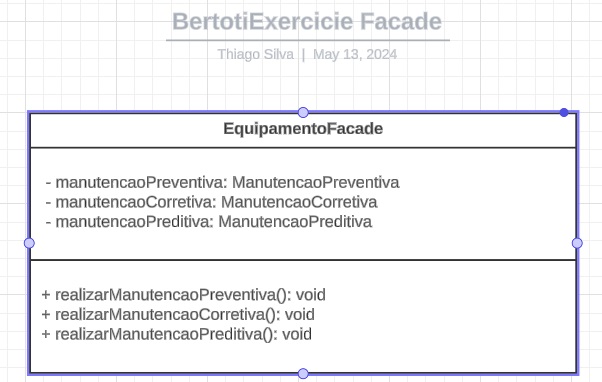 BertotiExercicie Facade
Thiago Silva | May 13, 2024
EquipamentoFacade
- manutencaoPreventiva: ManutencaoPreventiva
- manutencaoCorretiva: ManutencaoCorretiva
- manutencaoPreditiva: ManutencaoPreditiva
+ realizarManutencaoPreventiva(): void
+ realizarManutencaoCorretiva(): void
+ realizarManutencaoPreditiva(): void